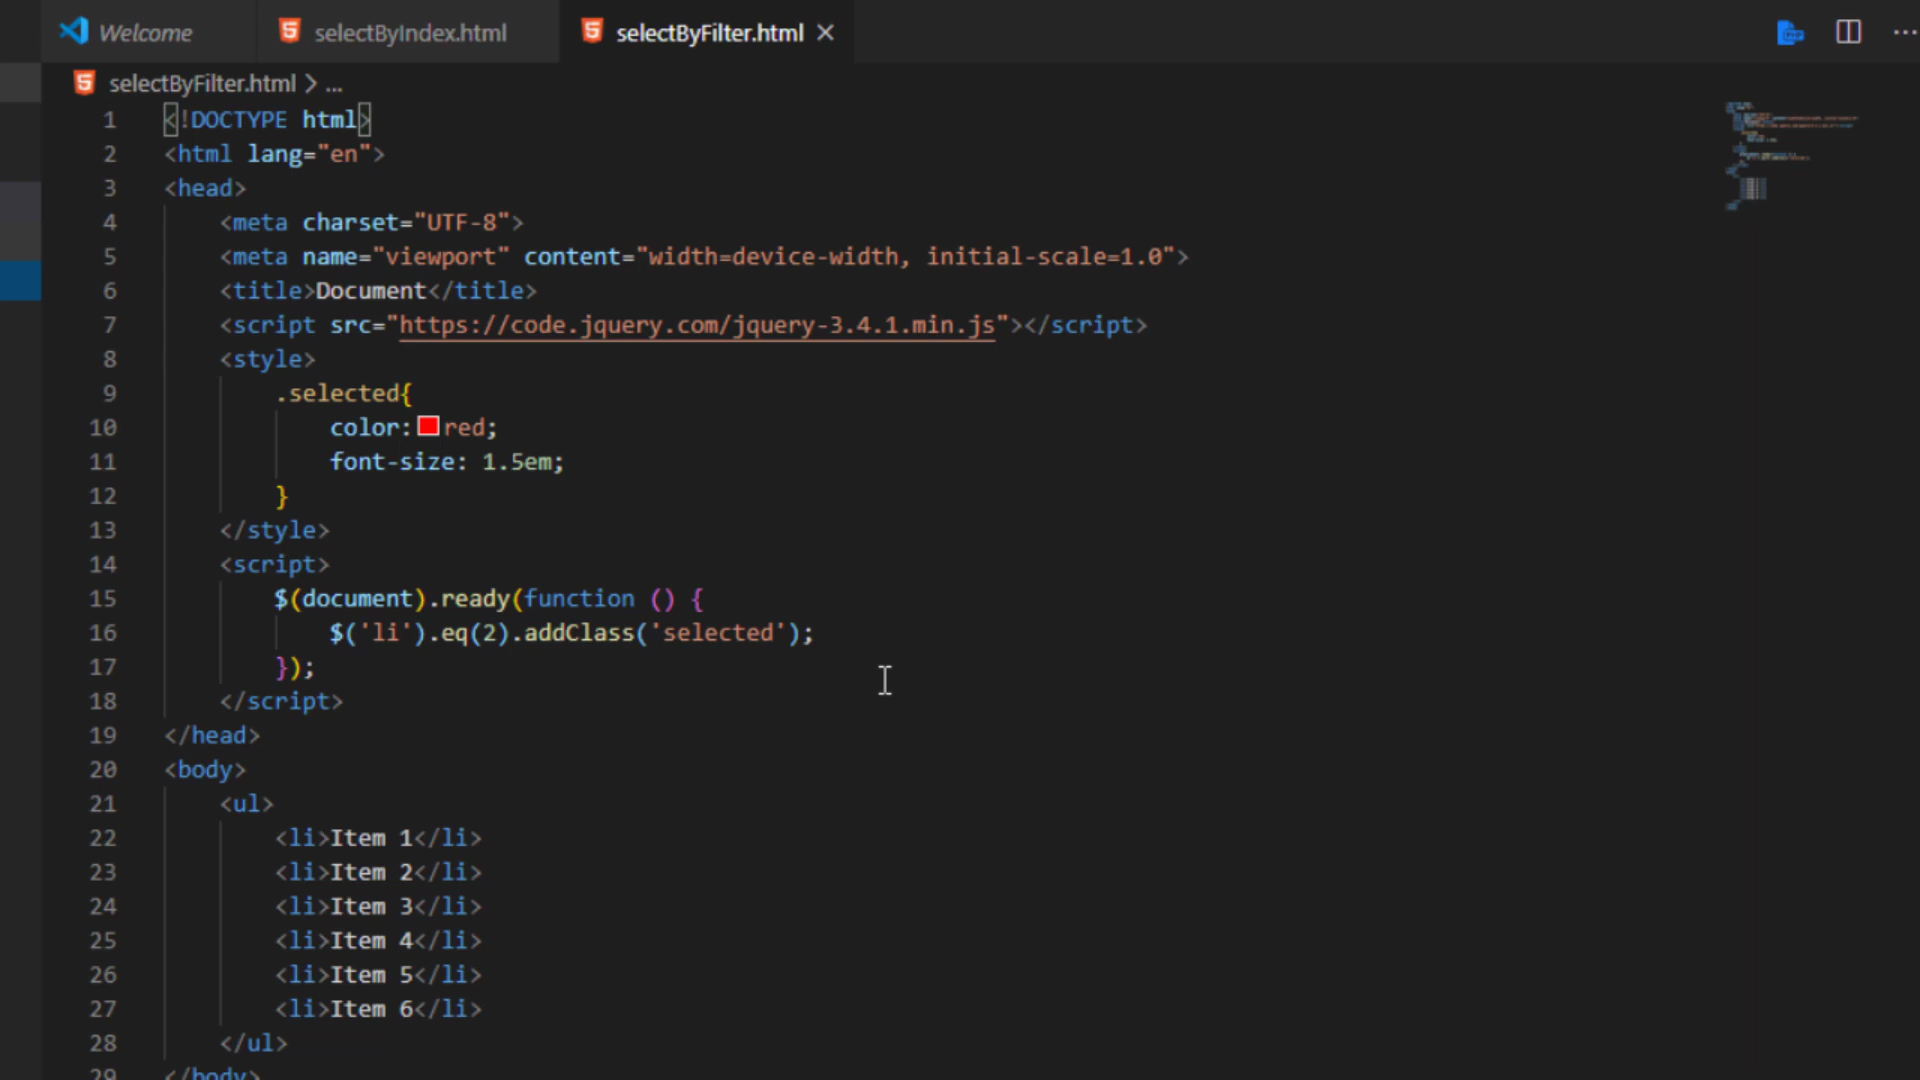 Welcome selectByIndex.html selectByFilter.html
selectByFilter.html > ...
1 <!DOCTYPE html>
2 <html lang="en">
3 <head>
4 <meta charset="UTF-8">
5 <meta name="viewport" content="width=device-width, initial-scale=1.0">
6 <title>Document</title>
7 <script src="https://code.jquery.com/jquery-3.4.1.min.js"></script>
8 <style>
9 .selected{
10 color: red;
11 font-size: 1.5em;
12 }
13 </style>
14 <script>
15 $(document).ready(function () {
16 $('li').eq(2).addClass('selected');
17 });
18 </script>
19 </head>
20 <body>
21 <ul>
22 <li>Item 1</li>
23 <li>Item 2</li>
24 <li>Item 3</li>
25 <li>Item 4</li>
26 <li>Item 5</li>
27 <li>Item 6</li>
28 </ul>
29 </body>